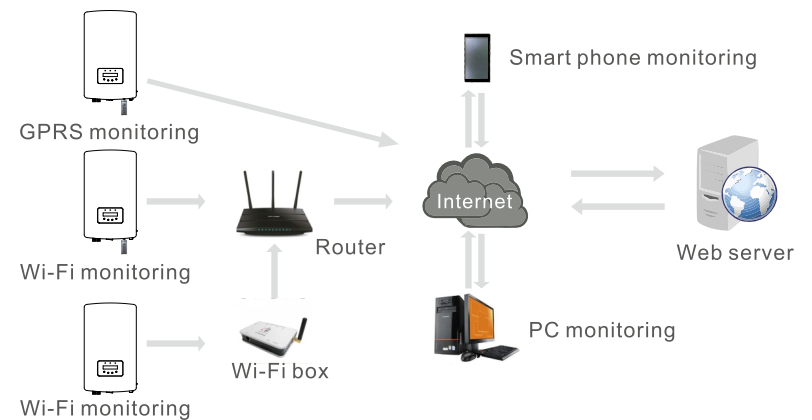 Smart phone monitoring
GPRS monitoring
Internet
Router
Web server
Wi-Fi monitoring
PC monitoring
Wi-Fi box
Wi-Fi monitoring